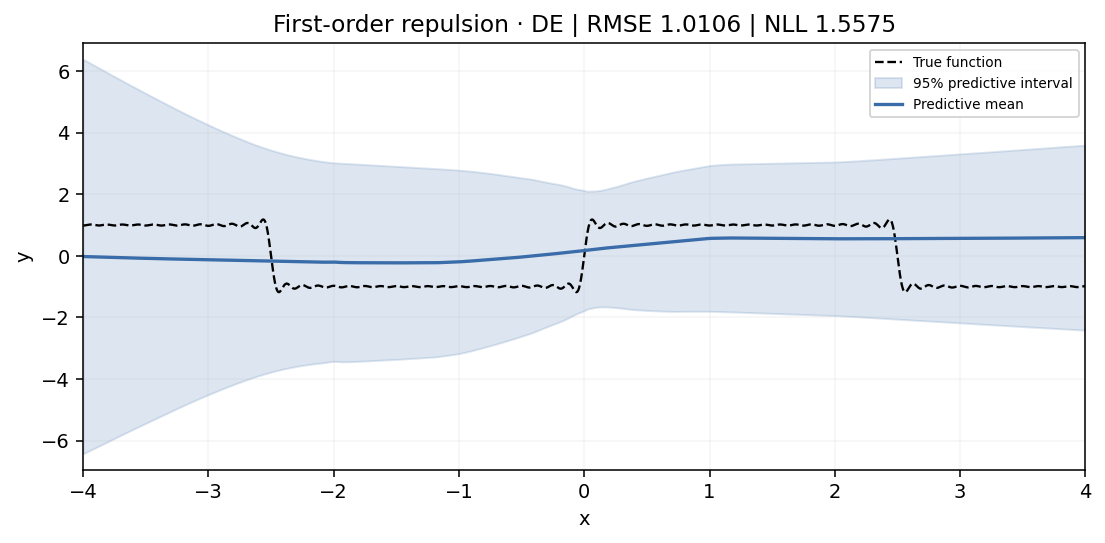 First-order repulsion · DE | RMSE 1.0106 | NLL 1.5575
True function
95% predictive interval
Predictive mean
6
4
2
0
−2
−4
−6
y
−4 −3 −2 −1 0 1 2 3 4
x